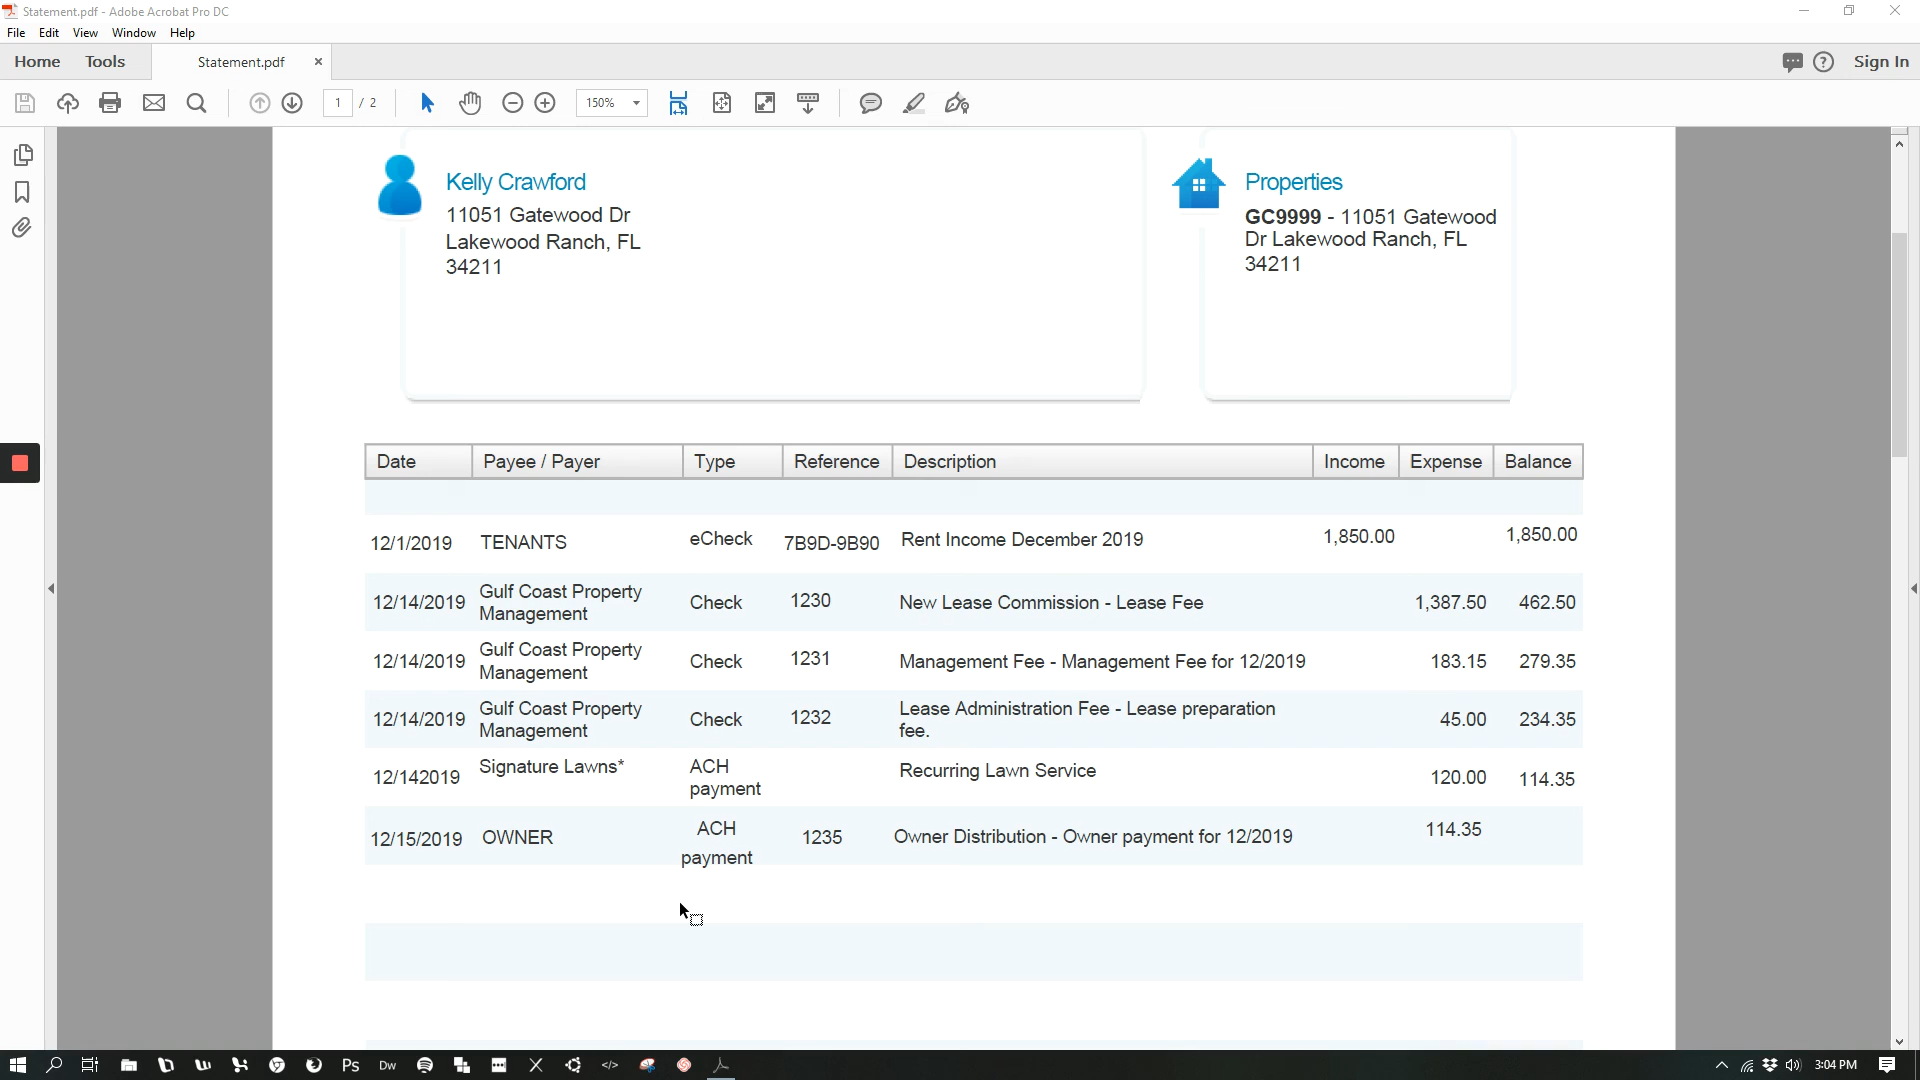 Statement.pdf - Adobe Acrobat Pro DC
File Edit View Window Help
Home Tools Statement.pdf × Sign In
1 / 2 150%
Kelly Crawford
11051 Gatewood Dr
Lakewood Ranch, FL
34211
Properties
GC9999 - 11051 Gatewood
Dr Lakewood Ranch, FL
34211
Date Payee / Payer Type Reference Description Income Expense Balance
12/1/2019 TENANTS eCheck 7B9D-9B90 Rent Income December 2019 1,850.00 1,850.00
12/14/2019 Gulf Coast Property Management Check 1230 New Lease Commission - Lease Fee 1,387.50 462.50
12/14/2019 Gulf Coast Property Management Check 1231 Management Fee - Management Fee for 12/2019 183.15 279.35
12/14/2019 Gulf Coast Property Management Check 1232 Lease Administration Fee - Lease preparation fee. 45.00 234.35
12/142019 Signature Lawns* ACH payment Recurring Lawn Service 120.00 114.35
12/15/2019 OWNER ACH payment 1235 Owner Distribution - Owner payment for 12/2019 114.35
Ps Dw 3:04 PM